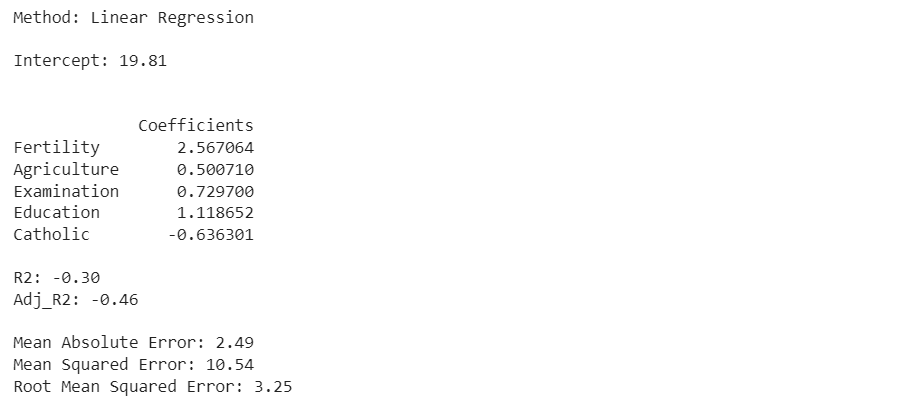 Method: Linear Regression
Intercept: 19.81
Coefficients
Fertility 2.567064
Agriculture 0.500710
Examination 0.729700
Education 1.118652
Catholic -0.636301
R2: -0.30
Adj_R2: -0.46
Mean Absolute Error: 2.49
Mean Squared Error: 10.54
Root Mean Squared Error: 3.25